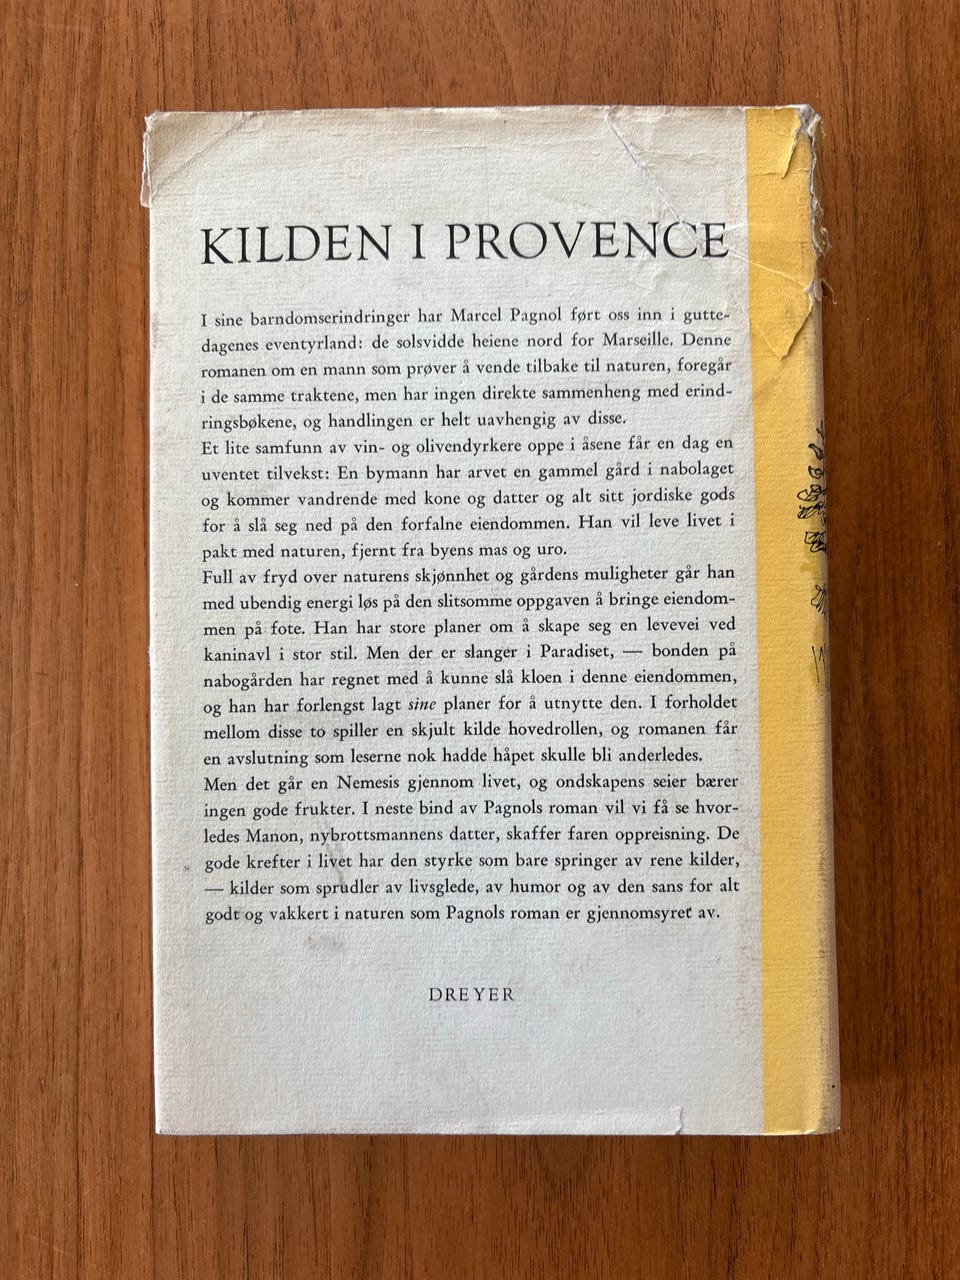 KILDEN I PROVENCE
I sine barndomserindringer har Marcel Pagnol ført oss inn i gutte-
dagenes eventyrland: de solsvidde heiene nord for Marseille. Denne
romanen om en mann som prøver å vende tilbake til naturen, foregår
i de samme traktene, men har ingen direkte sammenheng med erind-
ringsbøkene, og handlingen er helt uavhengig av disse.
Et lite samfunn av vin- og olivendyrkere oppe i åsene får en dag en
uventet tilvekst: En bymann har arvet en gammel gård i nabolaget
og kommer vandrende med kone og datter og alt sitt jordiske gods
for å slå seg ned på den forfalne eiendommen. Han vil leve livet i
pakt med naturen, fjernt fra byens mas og uro.
Full av fryd over naturens skjønnhet og gårdens muligheter går han
med ubendig energi løs på den slitsomme oppgaven å bringe eiendom-
men på fote. Han har store planer om å skape seg en levevei ved
kaninavl i stor stil. Men der er slanger i Paradiset, — bonden på
nabogården har regnet med å kunne slå kloen i denne eiendommen,
og han har forlengst lagt sine planer for å utnytte den. I forholdet
mellom disse to spiller en skjult kilde hovedrollen, og romanen får
en avslutning som leserne nok hadde håpet skulle bli anderledes.
Men det går en Nemesis gjennom livet, og ondskapens seier bærer
ingen gode frukter. I neste bind av Pagnols roman vil vi få se hvor-
ledes Manon, nybrottsmannens datter, skaffer faren oppreisning. De
gode krefter i livet har den styrke som bare springer av rene kilder,
— kilder som sprudler av livsglede, av humor og av den sans for alt
godt og vakkert i naturen som Pagnols roman er gjennomsyret av.
DREYER